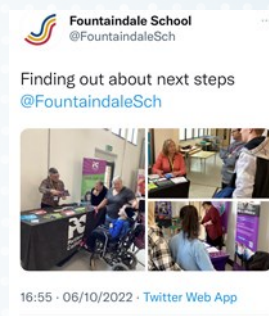 Fountaindale School
@FountaindaleSch
Finding out about next steps
@FountaindaleSch
16:55 · 06/10/2022 · Twitter Web App